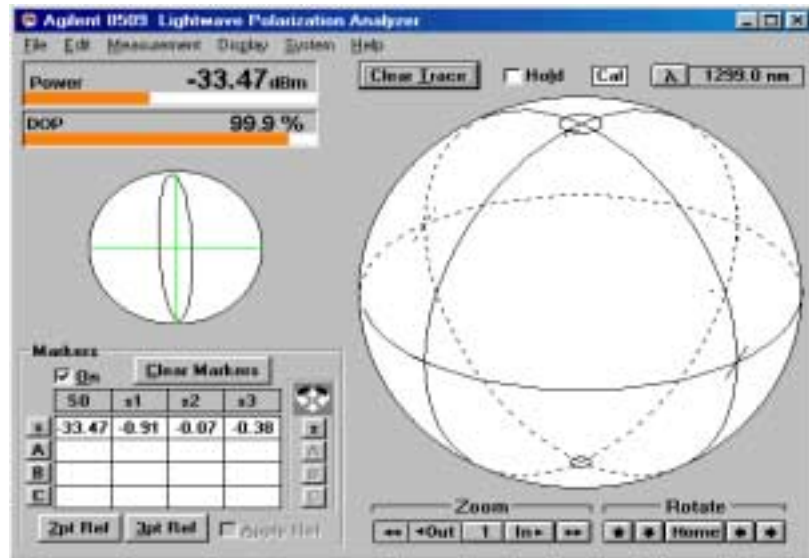 Agilent 8509 Lightwave Polarization Analyzer
File Edit Measurement Display System Help
Power -33.47 dBm
DOP 99.9 %
Clear Trace Hold Cal λ 1299.0 nm
Markers
On Clear Markers
S0 s1 s2 s3
s -33.47 -0.91 -0.07 -0.38 s
A A
B B
C C
2pt Ref 3pt Ref Apply Ref
Zoom
◄Out 1 In►
Rotate
Home